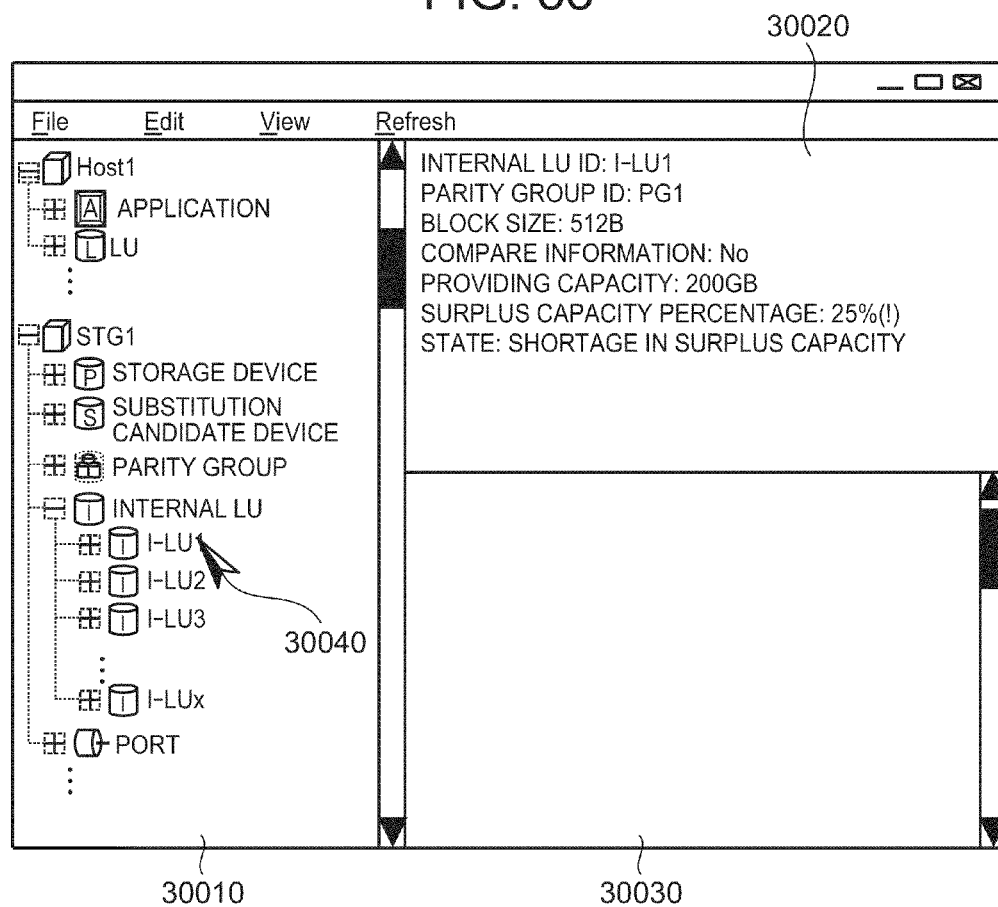 30020
File Edit View Refresh
Host1
A APPLICATION
L LU
STG1
P STORAGE DEVICE
S SUBSTITUTION
CANDIDATE DEVICE
PARITY GROUP
I INTERNAL LU
I I-LU1
I I-LU2
I I-LU3
I I-LUx
PORT
30040
INTERNAL LU ID: I-LU1
PARITY GROUP ID: PG1
BLOCK SIZE: 512B
COMPARE INFORMATION: No
PROVIDING CAPACITY: 200GB
SURPLUS CAPACITY PERCENTAGE: 25%(!)
STATE: SHORTAGE IN SURPLUS CAPACITY
30010
30030